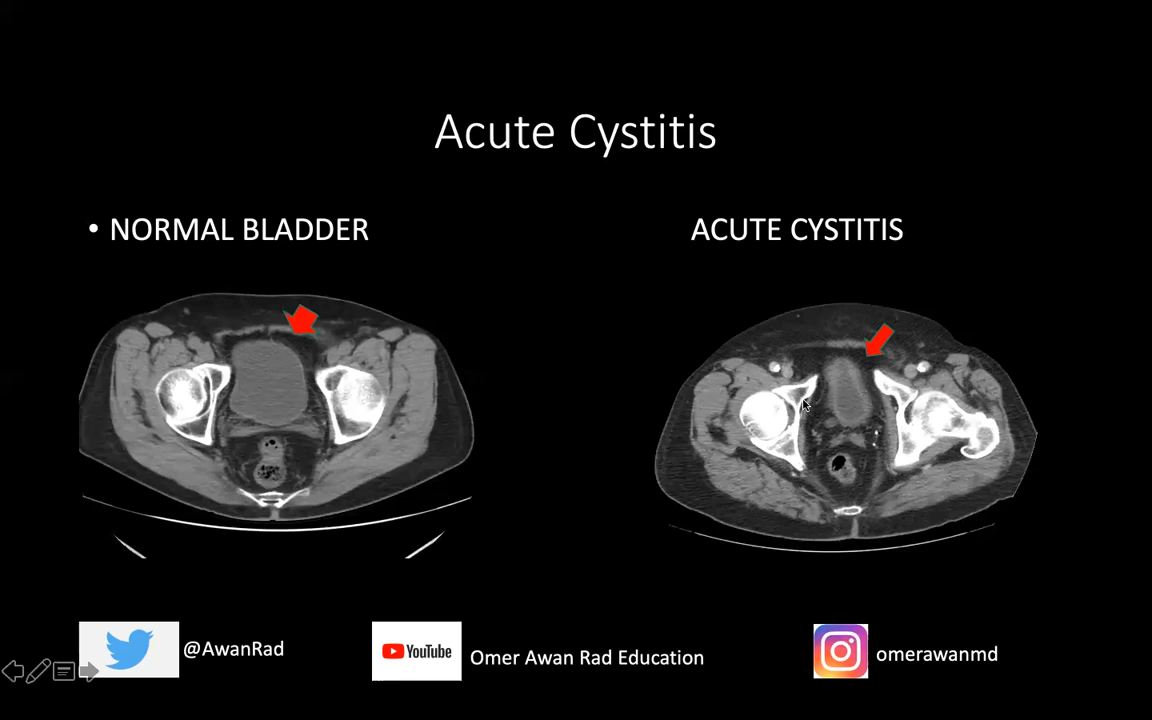 Acute Cystitis
• NORMAL BLADDER
ACUTE CYSTITIS
@AwanRad
YouTube
Omer Awan Rad Education
omerawanmd